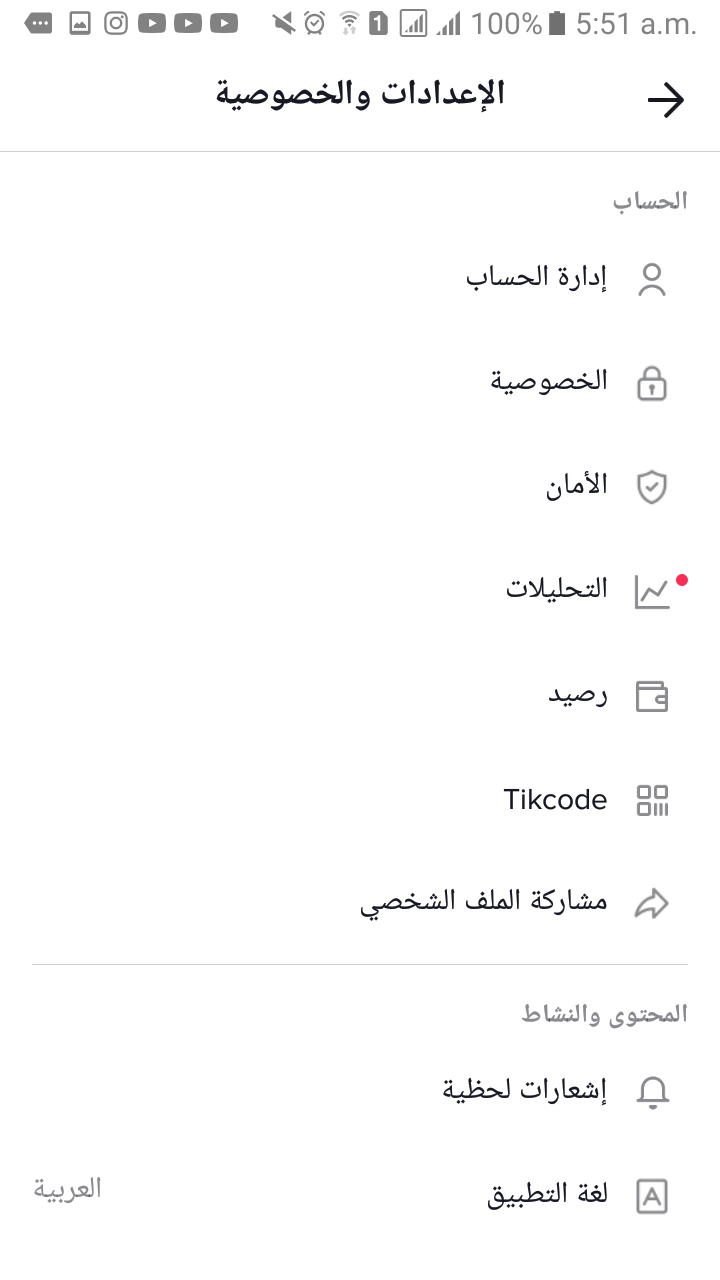 1 100% 5:51 a.m.
الإعدادات والخصوصية
الحساب
إدارة الحساب
الخصوصية
الأمان
التحليلات
رصيد
Tikcode
مشاركة الملف الشخصي
المحتوى والنشاط
إشعارات لحظية
لغة التطبيق العربية